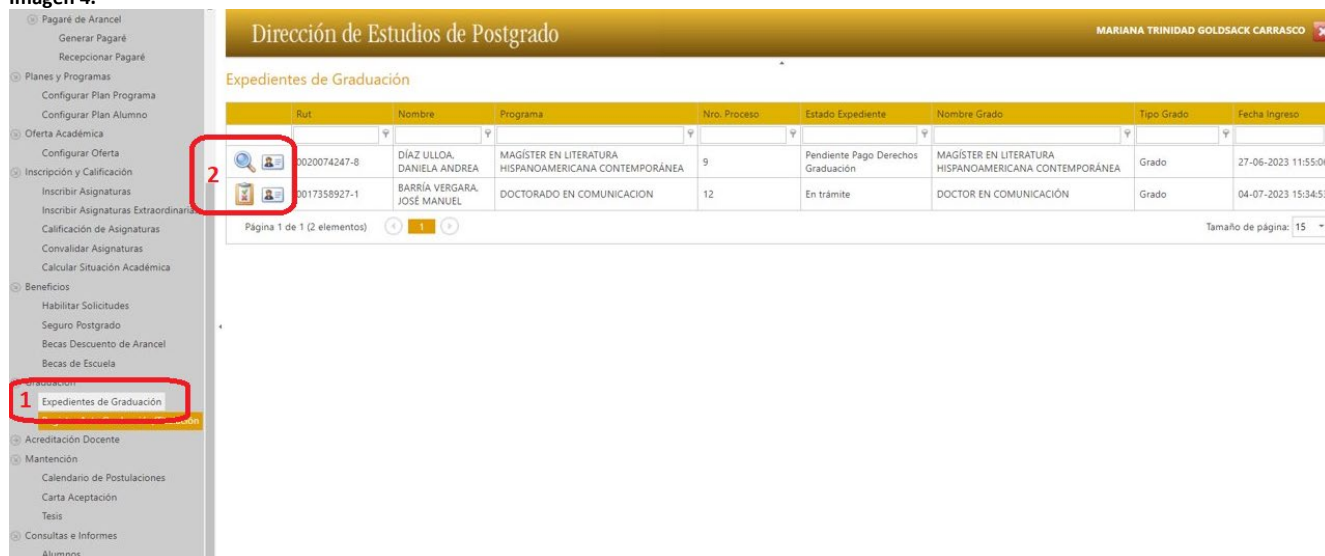 Imagen 4.
Pagaré de Arancel
Generar Pagaré
Recepcionar Pagaré
Planes y Programas
Configurar Plan Programa
Configurar Plan Alumno
Oferta Académica
Configurar Oferta
Inscripción y Calificación
Inscribir Asignaturas
Inscribir Asignaturas Extraordinaria
Calificación de Asignaturas
Convalidar Asignaturas
Calcular Situación Académica
Beneficios
Habilitar Solicitudes
Seguro Postgrado
Becas Descuento de Arancel
Becas de Escuela
Graduación
1 Expedientes de Graduación
Acreditación Docente
Mantención
Calendario de Postulaciones
Carta Aceptación
Tesis
Consultas e Informes
Alumnos
Dirección de Estudios de Postgrado
MARIANA TRINIDAD GOLDSACK CARRASCO
Expedientes de Graduación
Rut Nombre Programa Nro. Proceso Estado Expediente Nombre Grado Tipo Grado Fecha Ingreso
2
0020074247-8 DÍAZ ULLOA, DANIELA ANDREA MAGÍSTER EN LITERATURA HISPANOAMERICANA CONTEMPORÁNEA 9 Pendiente Pago Derechos Graduación MAGÍSTER EN LITERATURA HISPANOAMERICANA CONTEMPORÁNEA Grado 27-06-2023 11:55:00
0017358927-1 BARRÍA VERGARA, JOSÉ MANUEL DOCTORADO EN COMUNICACION 12 En trámite DOCTOR EN COMUNICACIÓN Grado 04-07-2023 15:34:53
Página 1 de 1 (2 elementos) 1
Tamaño de página: 15